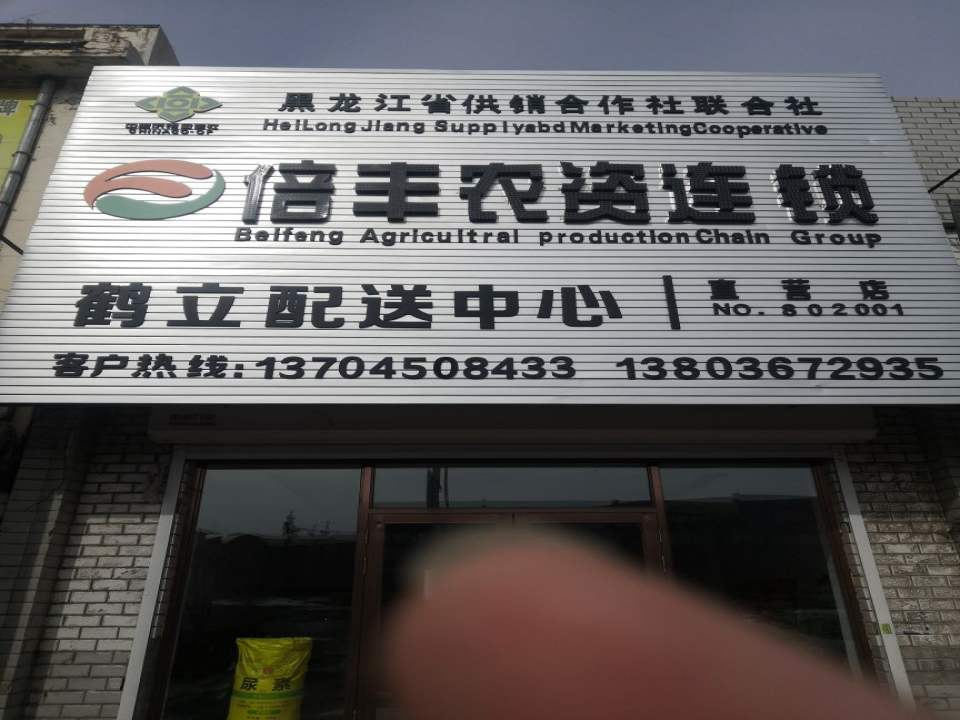 黑龙江省供销合作社联合社
HeiLongJiang Supplyabd MarketingCooperative
倍丰农资连锁
Beifeng Agricultral productionChain Group
鹤立配送中心
直营店
NO. 802001
客户热线:13704508433 13803672935
尿素